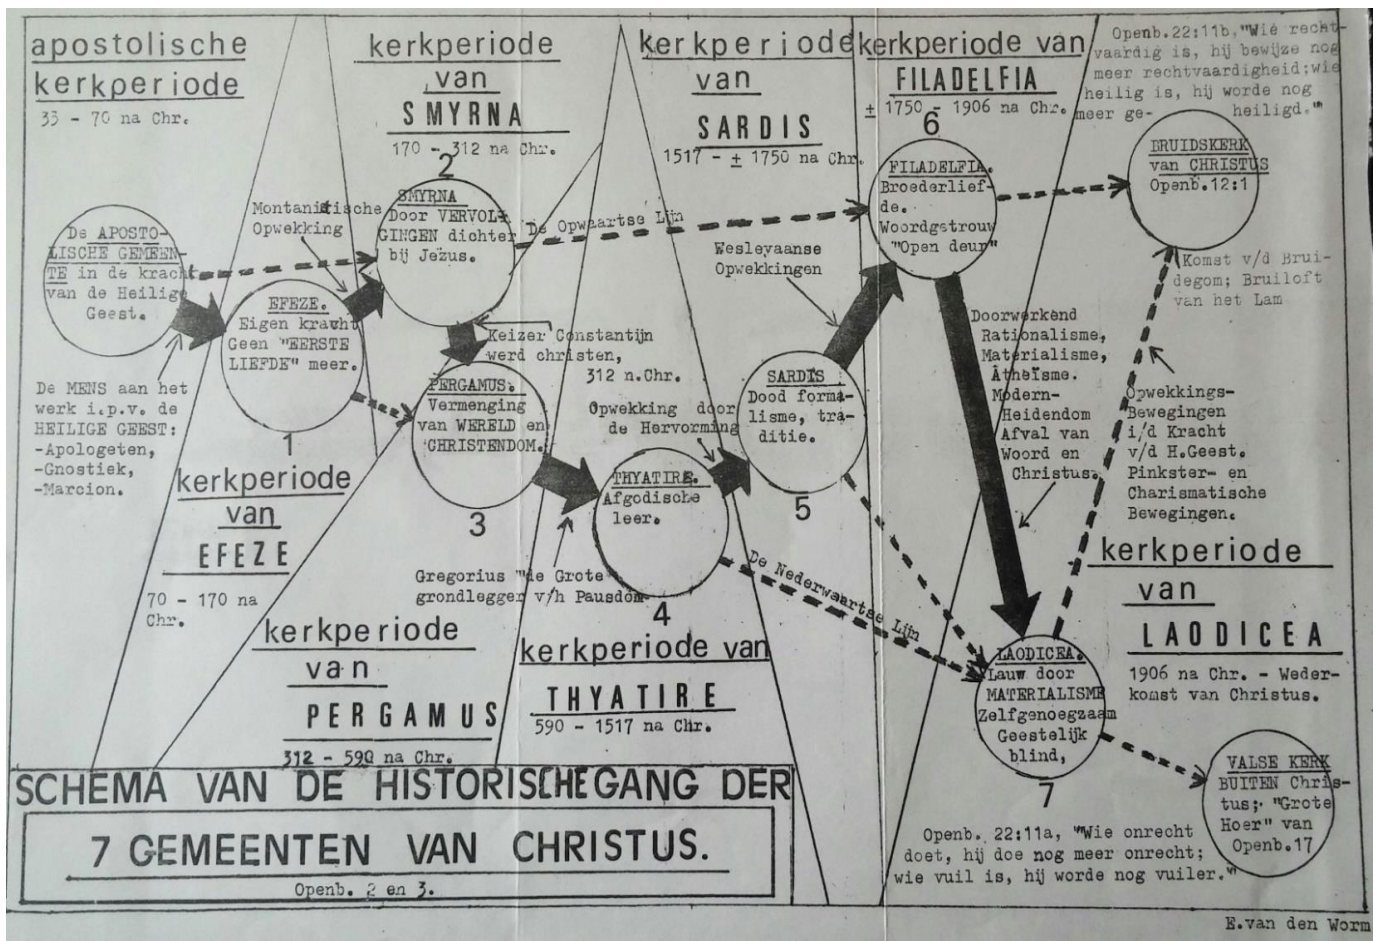 apostolische
kerkperiode
33 - 70 na Chr.
De APOSTO-
LISCHE GEMEEN-
TE in de kracht
van de Heilige
Geest.
De MENS aan het
werk i.p.v. de
HEILIGE GEEST:
-Apologeten,
-Gnostiek,
-Marcion.
EFEZE.
Eigen kracht
Geen "EERSTE
LIEFDE" meer.
1
kerkperiode
van
EFEZE
70 - 170 na
Chr.
Montanistische
Opwekking
kerkperiode
van
SMYRNA
170 - 312 na Chr.
2
SMYRNA
Door VERVOL-
GINGEN dichter
bij Jezus.
De Opwaartse Lijn
Keizer Constantijn
werd christen,
312 n.Chr.
PERGAMUS.
Vermenging
van WERELD en
CHRISTENDOM.
3
kerkperiode
van
PERGAMUS
312 - 590 na Chr.
Gregorius "de Grote
grondlegger v/h Pausdom
THYATIRE.
Afgodische
leer.
4
kerkperiode van
THYATIRE
590 - 1517 na Chr.
De Nederwaartse Lijn
Opwekking door
de Hervorming
kerkperiode
van
SARDIS
1517 - ± 1750 na Chr.
SARDIS
Dood forma-
lisme, tra-
ditie.
5
Wesleyaanse
Opwekkingen
kerkperiode van
FILADELFIA
± 1750 - 1906 na Chr.
6
FILADELFIA.
Broederlief-
de.
Woordgetrouw
"Open deur"
Doorwerkend
Rationalisme,
Materialisme,
Atheïsme.
Modern-
Heidendom
Afval van
Woord en
Christus.
Openb.22:11b,"Wie recht-
vaardig is, hij bewijze nog
meer rechtvaardigheid;wie
heilig is, hij worde nog
meer ge- heiligd."
BRUIDSKERK
van CHRISTUS
Openb.12:1
Komst v/d Brui-
degom; Bruiloft
van het Lam
Opwekkings-
Bewegingen
i/d Kracht
v/d H.Geest.
Pinkster- en
Charismatische
Bewegingen.
kerkperiode
van
LAODICEA
1906 na Chr. - Weder-
komst van Christus.
LAODICEA.
Lauw door
MATERIALISME
Zelfgenoegzaam
Geestelijk
blind,
7
VALSE KERK
BUITEN Chris-
tus; "Grote
Hoer" van
Openb.17
Openb. 22:11a, "Wie onrecht
doet, hij doe nog meer onrecht;
wie vuil is, hij worde nog vuiler."
SCHEMA VAN DE HISTORISCHE GANG DER
7 GEMEENTEN VAN CHRISTUS.
Openb. 2 en 3.
E.van den Worm